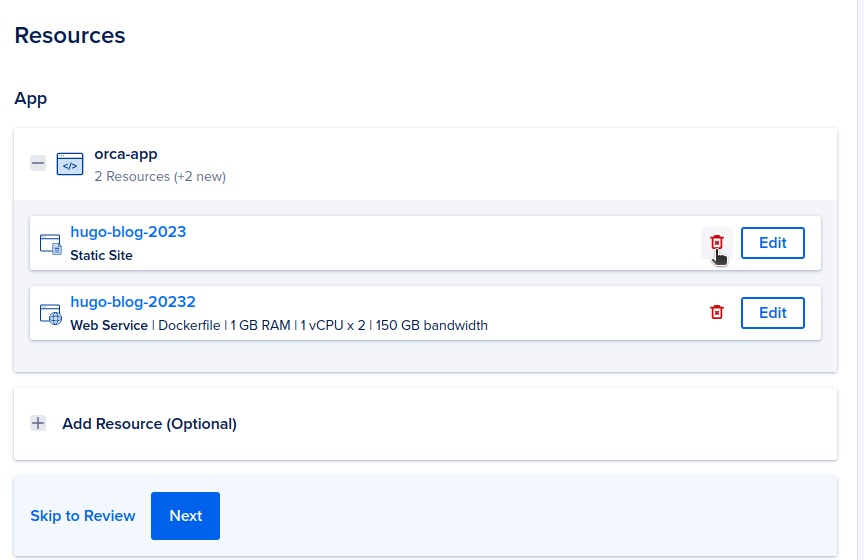 Resources
App
orca-app
2 Resources (+2 new)
hugo-blog-2023
Static Site
Edit
hugo-blog-20232
Web Service | Dockerfile | 1 GB RAM | 1 vCPU x 2 | 150 GB bandwidth
Edit
Add Resource (Optional)
Skip to Review
Next